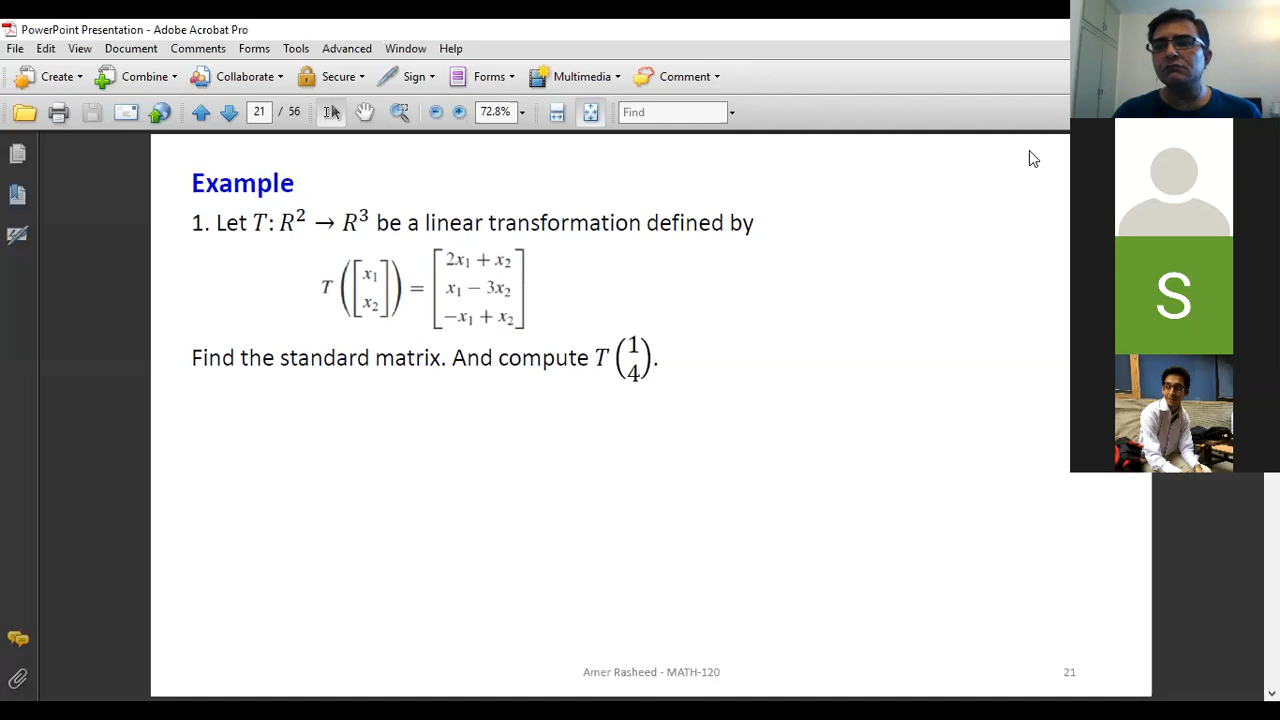 PowerPoint Presentation - Adobe Acrobat Pro
File Edit View Document Comments Forms Tools Advanced Window Help
Create Combine Collaborate Secure Sign Forms Multimedia Comment
21 / 56 72.8% Find
Example
1. Let T: R² → R³ be a linear transformation defined by
T([x₁ x₂]) = [2x₁ + x₂
x₁ − 3x₂
−x₁ + x₂]
Find the standard matrix. And compute T(1 4).
S
Amer Rasheed - MATH-120 21